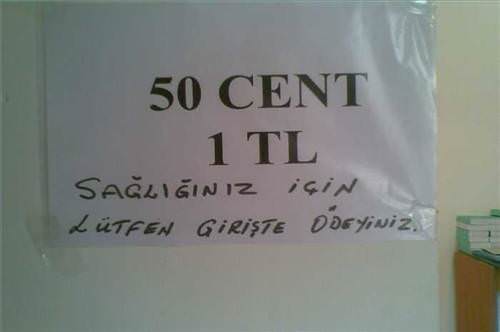 50 CENT
1 TL
SAĞLIĞINIZ İÇİN
LÜTFEN GİRİŞTE ÖDEYİNİZ.